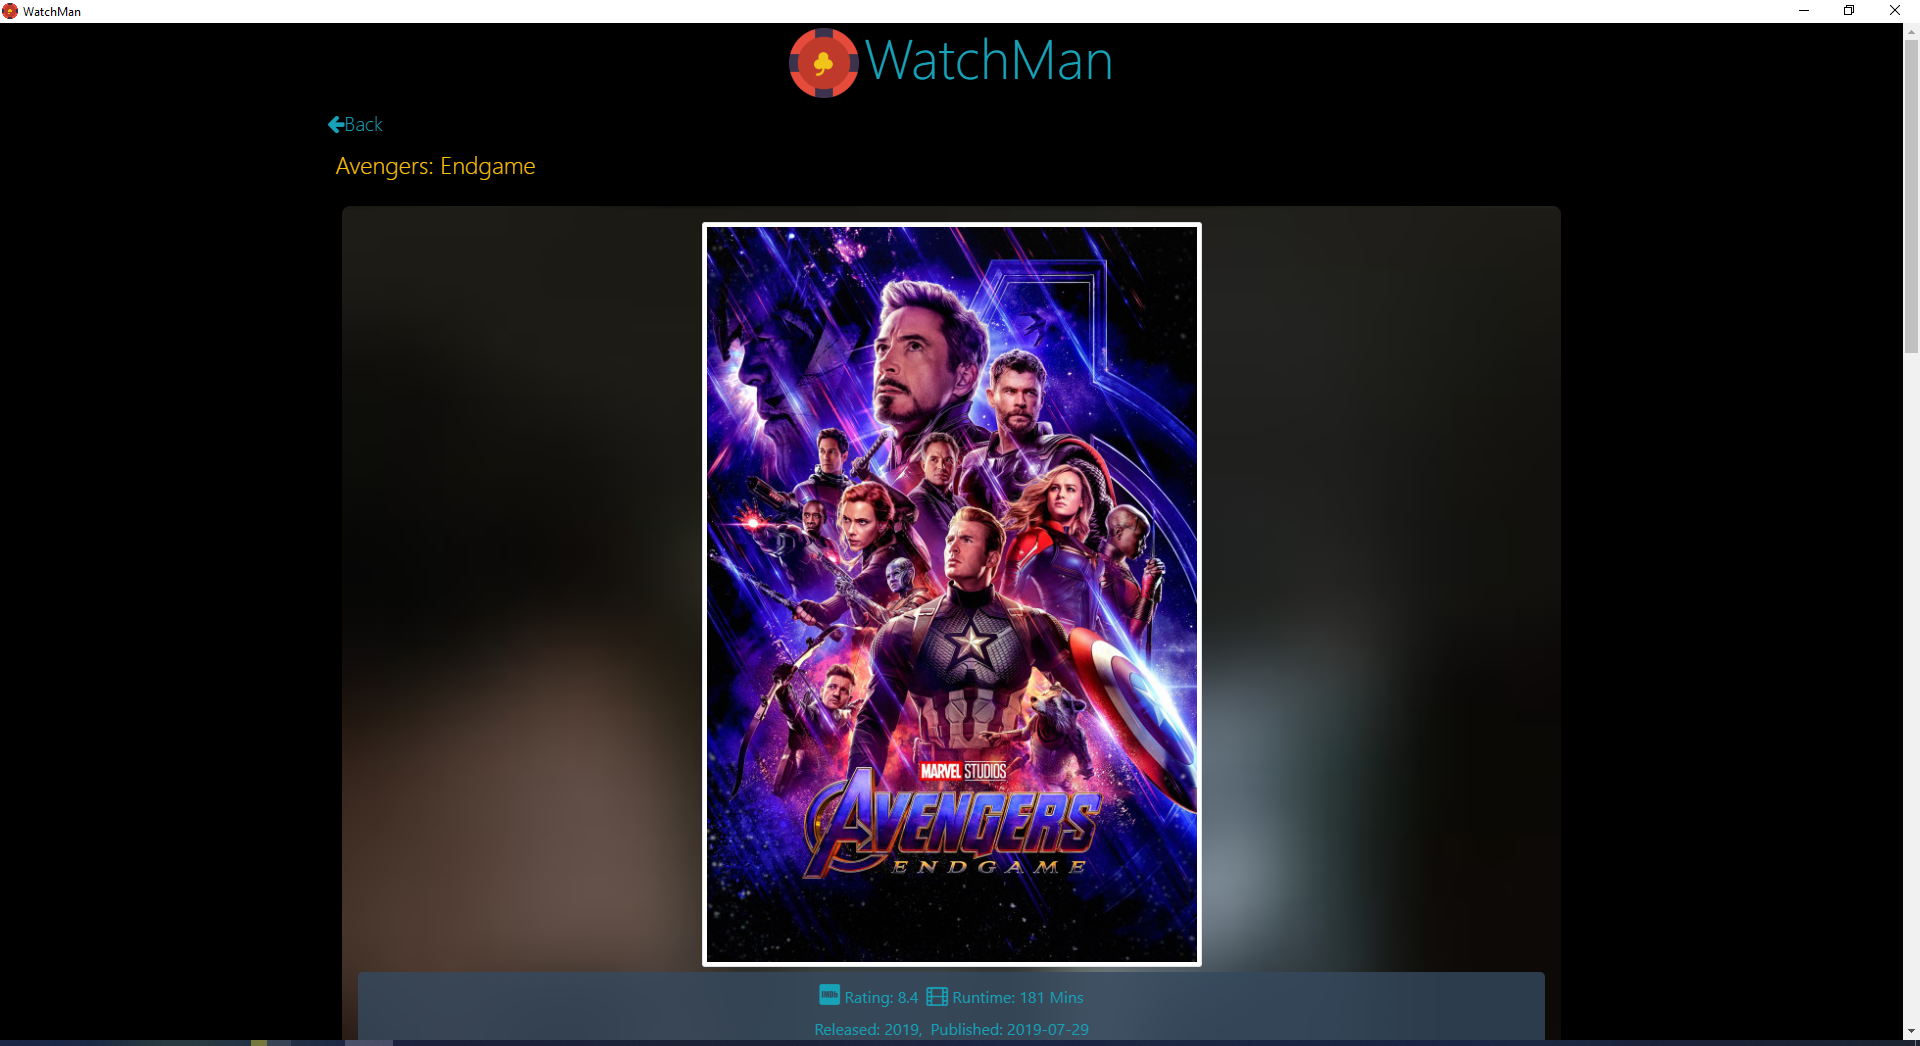 WatchMan
WatchMan
Back
Avengers: Endgame
MARVEL STUDIOS
AVENGERS
ENDGAME
IMDb Rating: 8.4 Runtime: 181 Mins
Released: 2019, Published: 2019-07-29